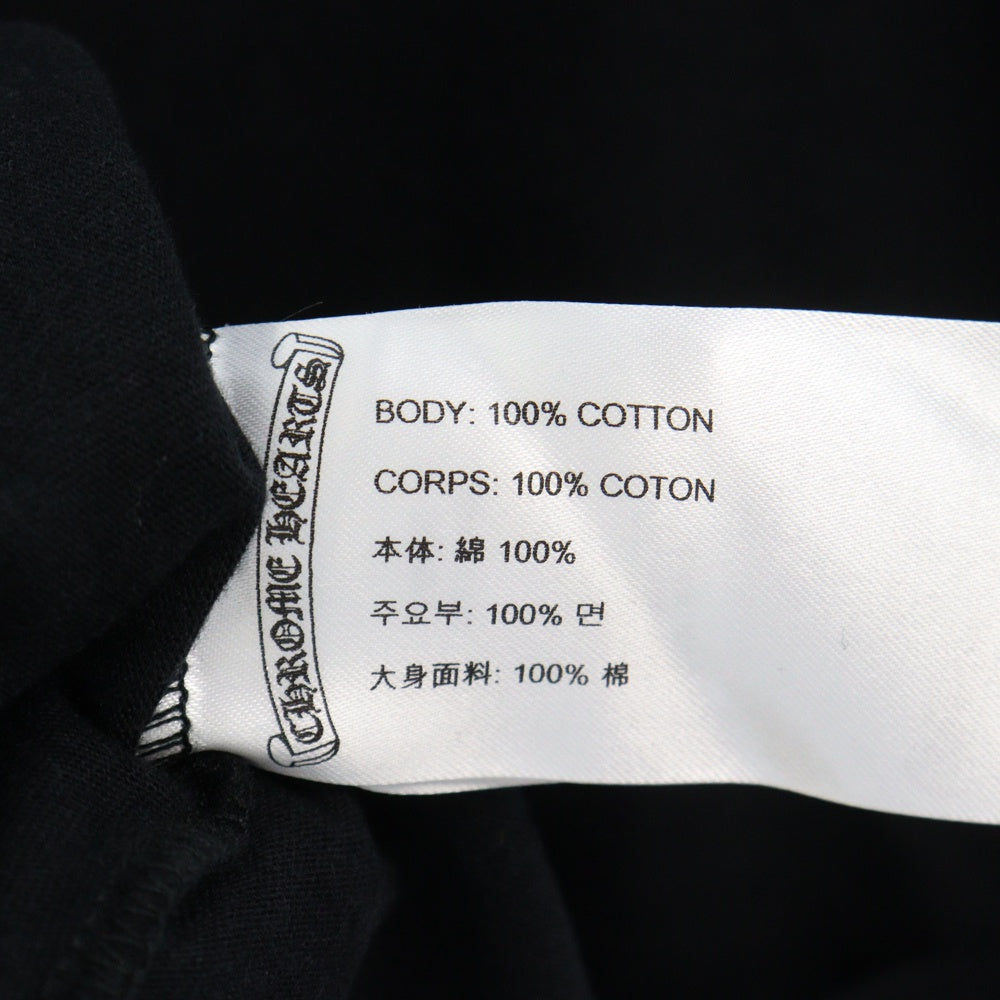 CHROME HEARTS
BODY: 100% COTTON
CORPS: 100% COTON
本体: 綿 100%
주요부: 100% 면
大身面料: 100% 棉